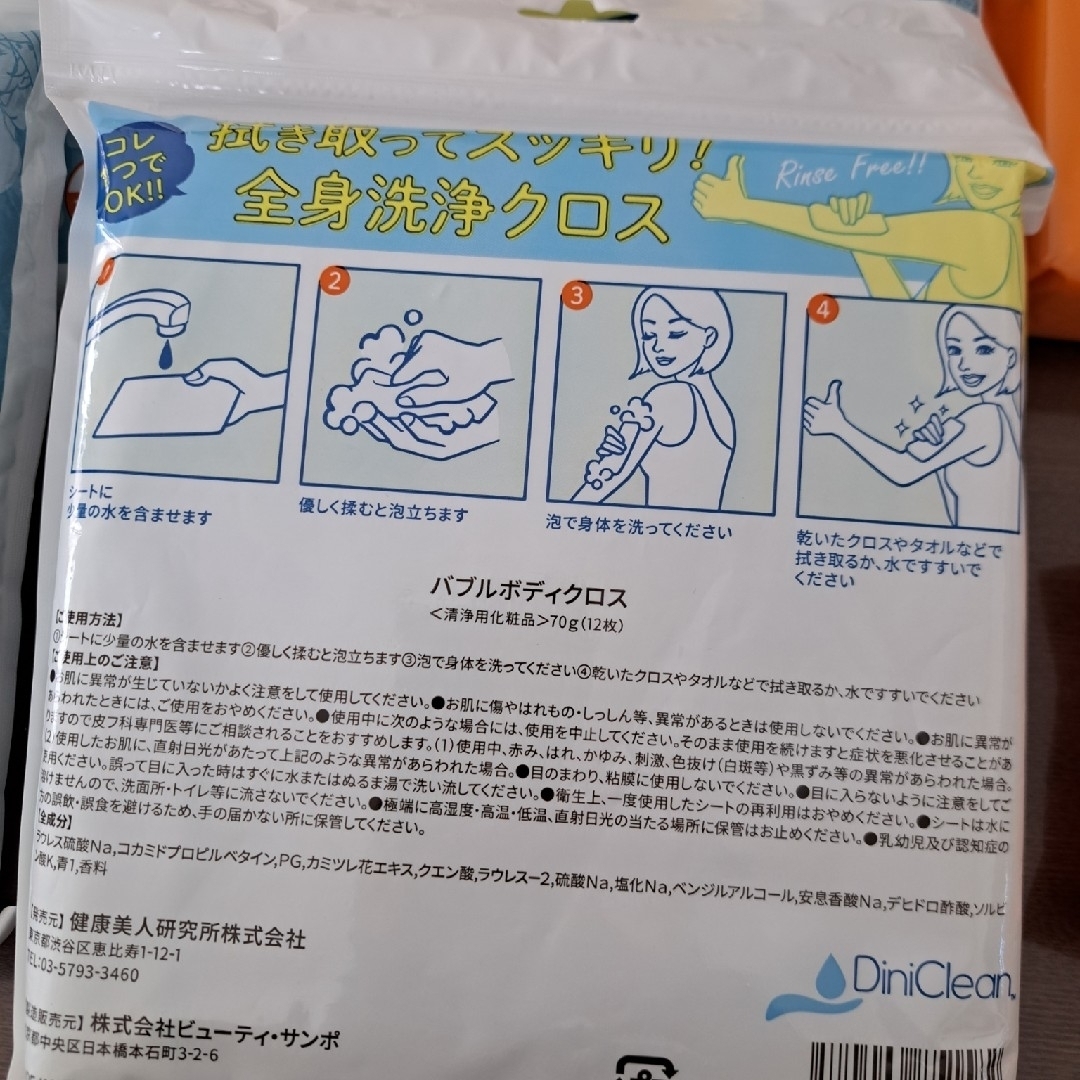 コレ
つで
OK!!
拭き取ってスッキリ!
全身洗浄クロス
Rinse Free!!
2
3
4
シートに
少量の水を含ませます
優しく揉むと泡立ちます
泡で身体を洗ってください
乾いたクロスやタオルなどで
拭き取るか、水ですすいで
ください
バブルボディクロス
<清浄用化粧品>70g(12枚)
【ご使用方法】
①シートに少量の水を含ませます②優しく揉むと泡立ちます③泡で身体を洗ってください④乾いたクロスやタオルなどで拭き取るか、水ですすいでください
【ご使用上のご注意】
●お肌に異常が生じていないかよく注意をして使用してください。●お肌に傷やはれもの・しっしん等、異常があるときは使用しないでください。●お肌に異常が
あらわれたときには、ご使用をおやめください。●使用中に次のような場合には、使用を中止してください。そのまま使用を続けますと症状を悪化させることがあ
りますので皮フ科専門医等にご相談されることをおすすめします。(1)使用中、赤み、はれ、かゆみ、刺激、色抜け(白斑等)や黒ずみ等の異常があらわれた場合。
(2)使用したお肌に、直射日光があたって上記のような異常があらわれた場合。●目のまわり、粘膜に使用しないでください。●目に入らないように注意をしてご
使用ください。誤って目に入った時はすぐに水またはぬるま湯で洗い流してください。●衛生上、一度使用したシートの再利用はおやめください。●シートは水に
溶けませんので、洗面所・トイレ等に流さないでください。●極端に高湿度・高温・低温、直射日光の当たる場所に保管はお止めください。●乳幼児及び認知症の
方の誤飲・誤食を避けるため、手の届かない所に保管してください。
【全成分】
ラウレス硫酸Na,コカミドプロピルベタイン,PG,カミツレ花エキス,クエン酸,ラウレス-2,硫酸Na,塩化Na,ベンジルアルコール,安息香酸Na,デヒドロ酢酸,ソルビ
ン酸K,青1,香料
【発売元】健康美人研究所株式会社
東京都渋谷区恵比寿1-12-1
TEL:03-5793-3460
DiniClean
【製造販売元】株式会社ビューティ・サンポ
東京都中央区日本橋本石町3-2-6